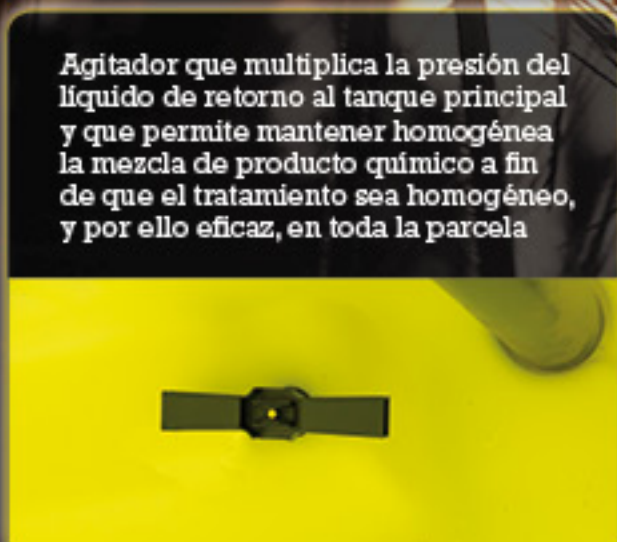 Agitador que multiplica la presión del
líquido de retorno al tanque principal
y que permite mantener homogénea
la mezcla de producto químico a fin
de que el tratamiento sea homogéneo,
y por ello eficaz, en toda la parcela